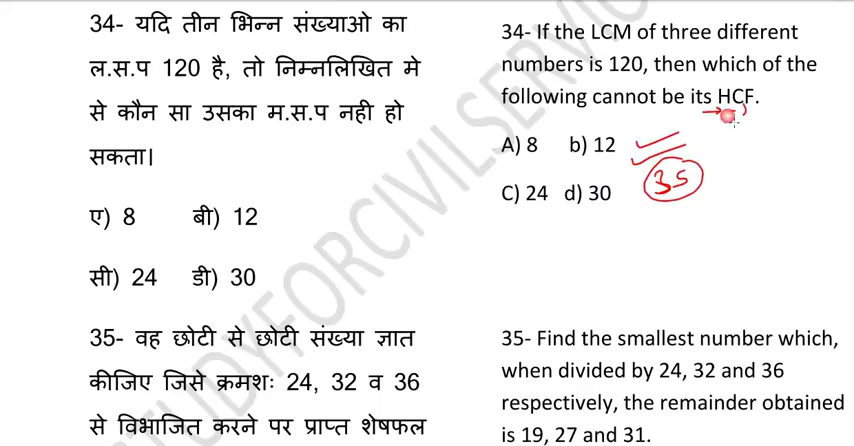 34- यदि तीन भिन्न संख्याओ का
ल.स.प 120 है, तो निम्नलिखित मे
से कौन सा उसका म.स.प नही हो
सकता।
ए) 8 बी) 12
सी) 24 डी) 30
35- वह छोटी से छोटी संख्या ज्ञात
कीजिए जिसे क्रमशः 24, 32 व 36
से विभाजित करने पर प्राप्त शेषफल
34- If the LCM of three different
numbers is 120, then which of the
following cannot be its HCF.
A) 8 b) 12
C) 24 d) 30
35
35- Find the smallest number which,
when divided by 24, 32 and 36
respectively, the remainder obtained
is 19, 27 and 31.
STUDYFORCIVILSERVIC